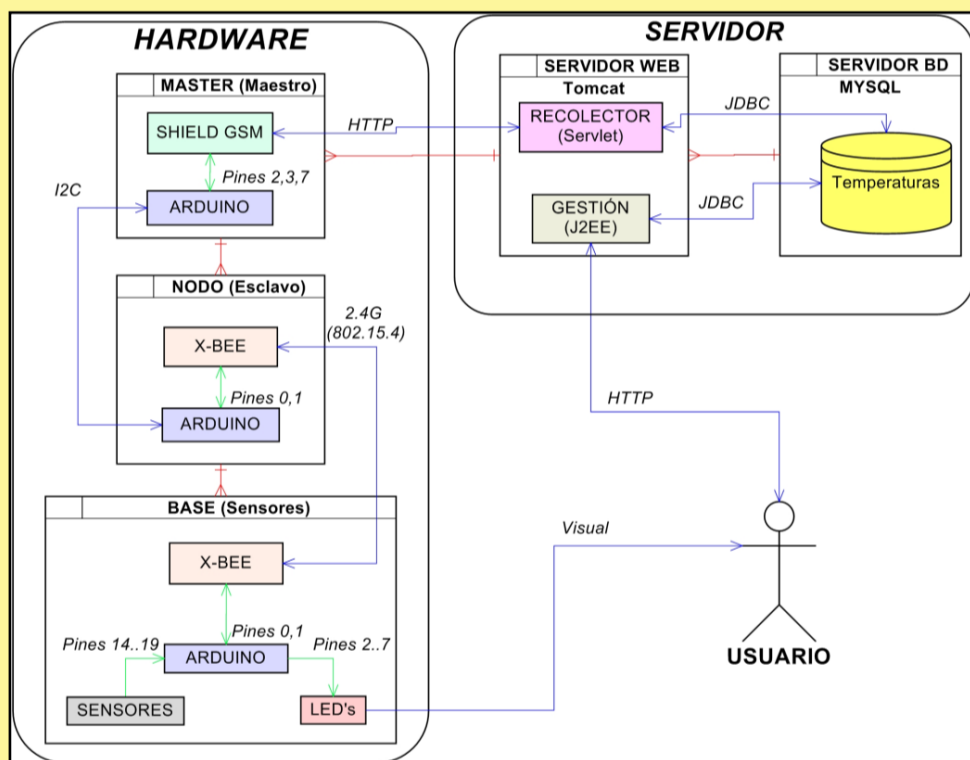 HARDWARE
MASTER (Maestro)
SHIELD GSM
HTTP
Pines 2,3,7
I2C
ARDUINO
NODO (Esclavo)
2.4G
(802.15.4)
X-BEE
Pines 0,1
ARDUINO
BASE (Sensores)
X-BEE
Pines 14..19
Pines 0,1
Pines 2..7
ARDUINO
SENSORES
LED's
SERVIDOR
SERVIDOR WEB
Tomcat
RECOLECTOR
(Servlet)
JDBC
GESTIÓN
(J2EE)
JDBC
SERVIDOR BD
MYSQL
Temperaturas
HTTP
Visual
USUARIO